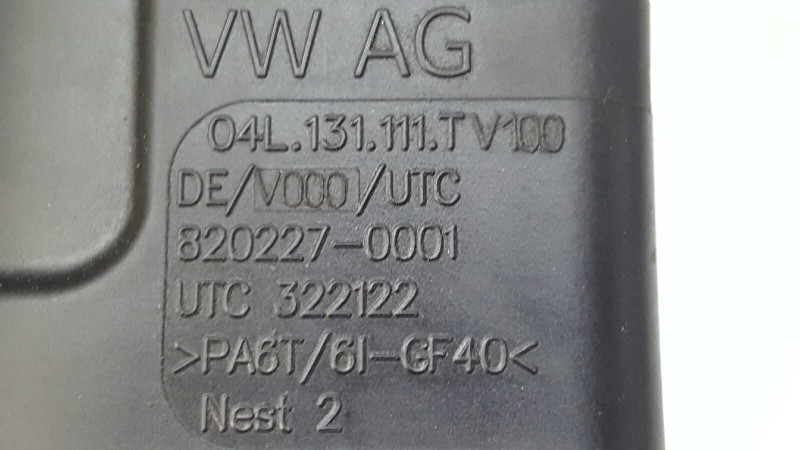 VW AG
04L.131.111.T V100
DE/V000/UTC
820227-0001
UTC 322122
>PA6T/6I-GF40<
Nest 2